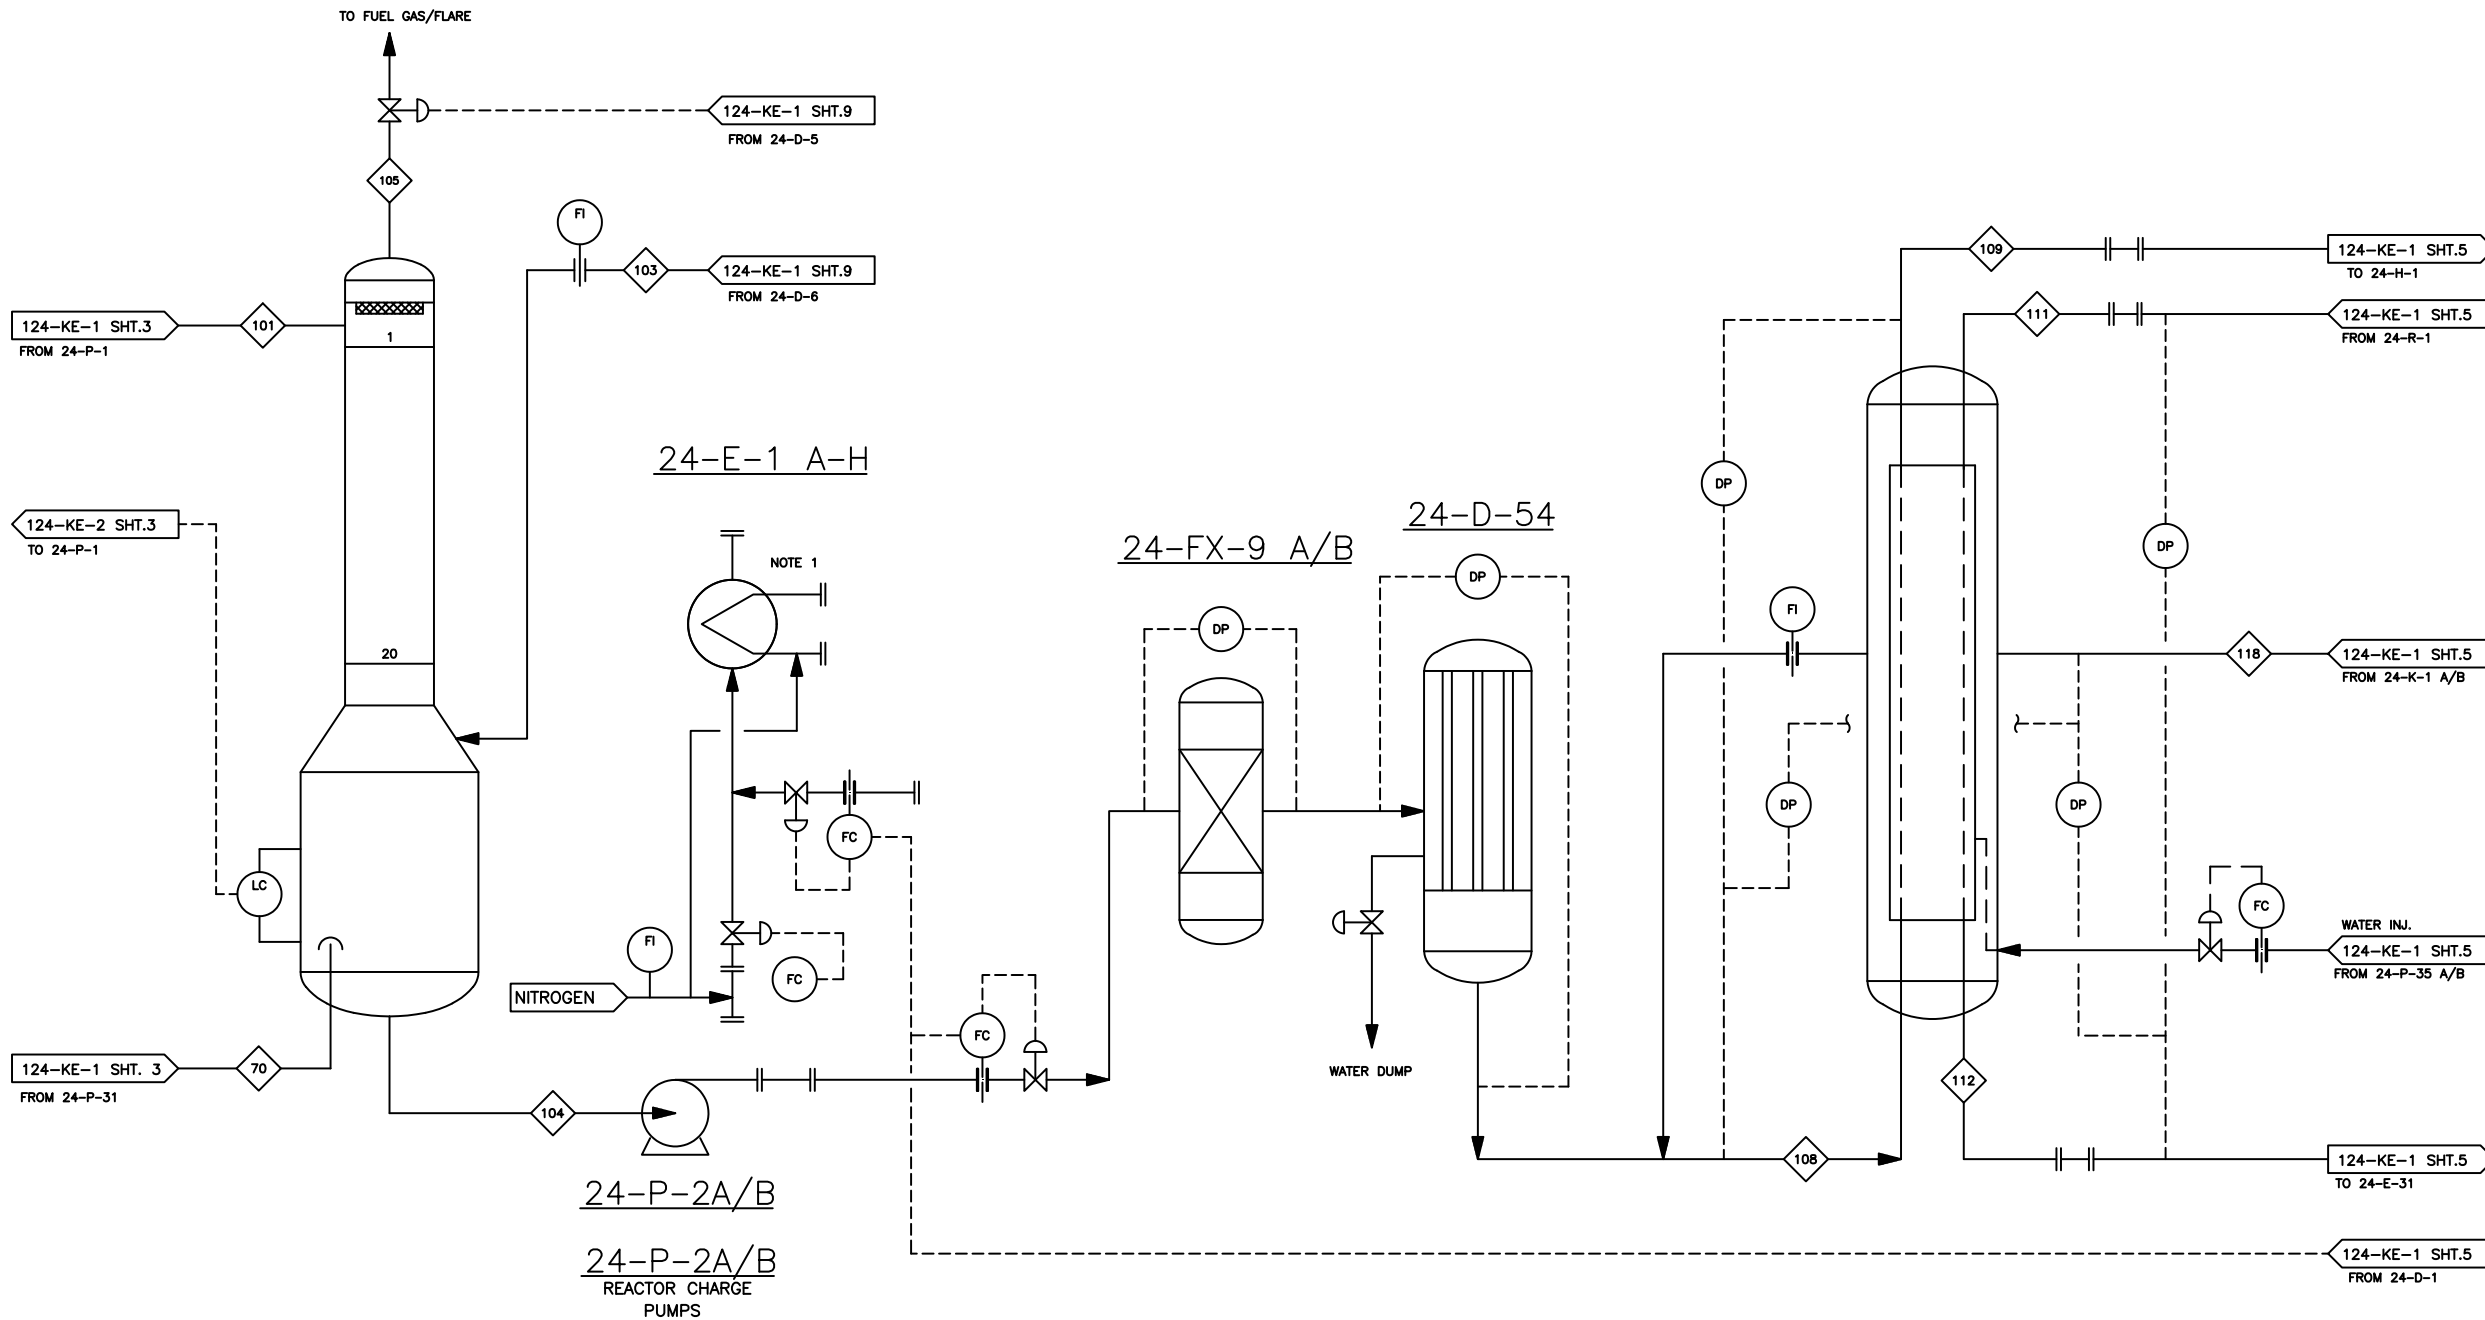 TO FUEL GAS/FLARE
124-KE-1 SHT.9
FROM 24-D-5
105
FI
103
124-KE-1 SHT.9
FROM 24-D-6
109
124-KE-1 SHT.5
TO 24-H-1
124-KE-1 SHT.3
FROM 24-P-1
101
1
111
124-KE-1 SHT.5
FROM 24-R-1
24-E-1 A-H
DP
124-KE-2 SHT.3
TO 24-P-1
24-D-54
24-FX-9 A/B
NOTE 1
DP
DP
DP
FI
20
118
124-KE-1 SHT.5
FROM 24-K-1 A/B
DP
DP
FC
LC
FI
FC
FC
WATER INJ.
124-KE-1 SHT.5
FROM 24-P-35 A/B
NITROGEN
FC
124-KE-1 SHT. 3
FROM 24-P-31
70
WATER DUMP
112
104
108
124-KE-1 SHT.5
TO 24-E-31
24-P-2A/B
24-P-2A/B
REACTOR CHARGE
PUMPS
124-KE-1 SHT.5
FROM 24-D-1